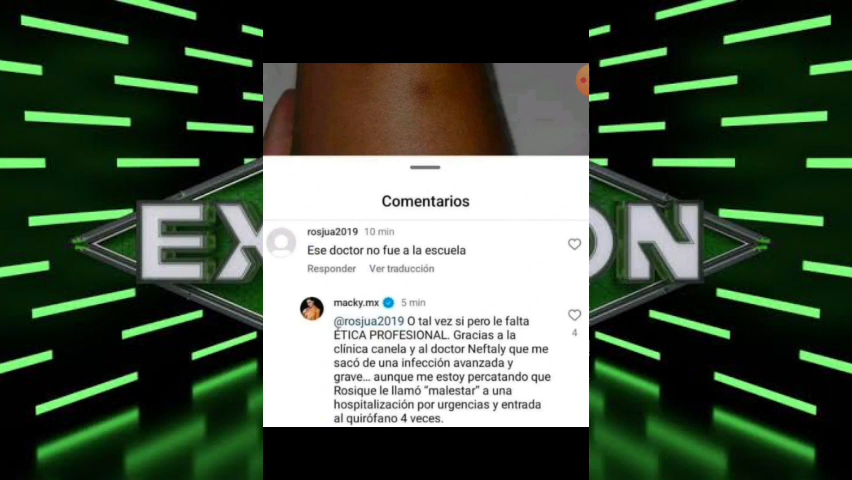 EX ON
Comentarios
rosjua2019 10 min
Ese doctor no fue a la escuela
Responder Ver traducción
macky.mx 5 min
@rosjua2019 O tal vez si pero le falta
ÉTICA PROFESIONAL. Gracias a la
clínica canela y al doctor Neftaly que me
sacó de una infección avanzada y
grave... aunque me estoy percatando que
Rosique le llamó “malestar” a una
hospitalización por urgencias y entrada
al quirófano 4 veces.
4